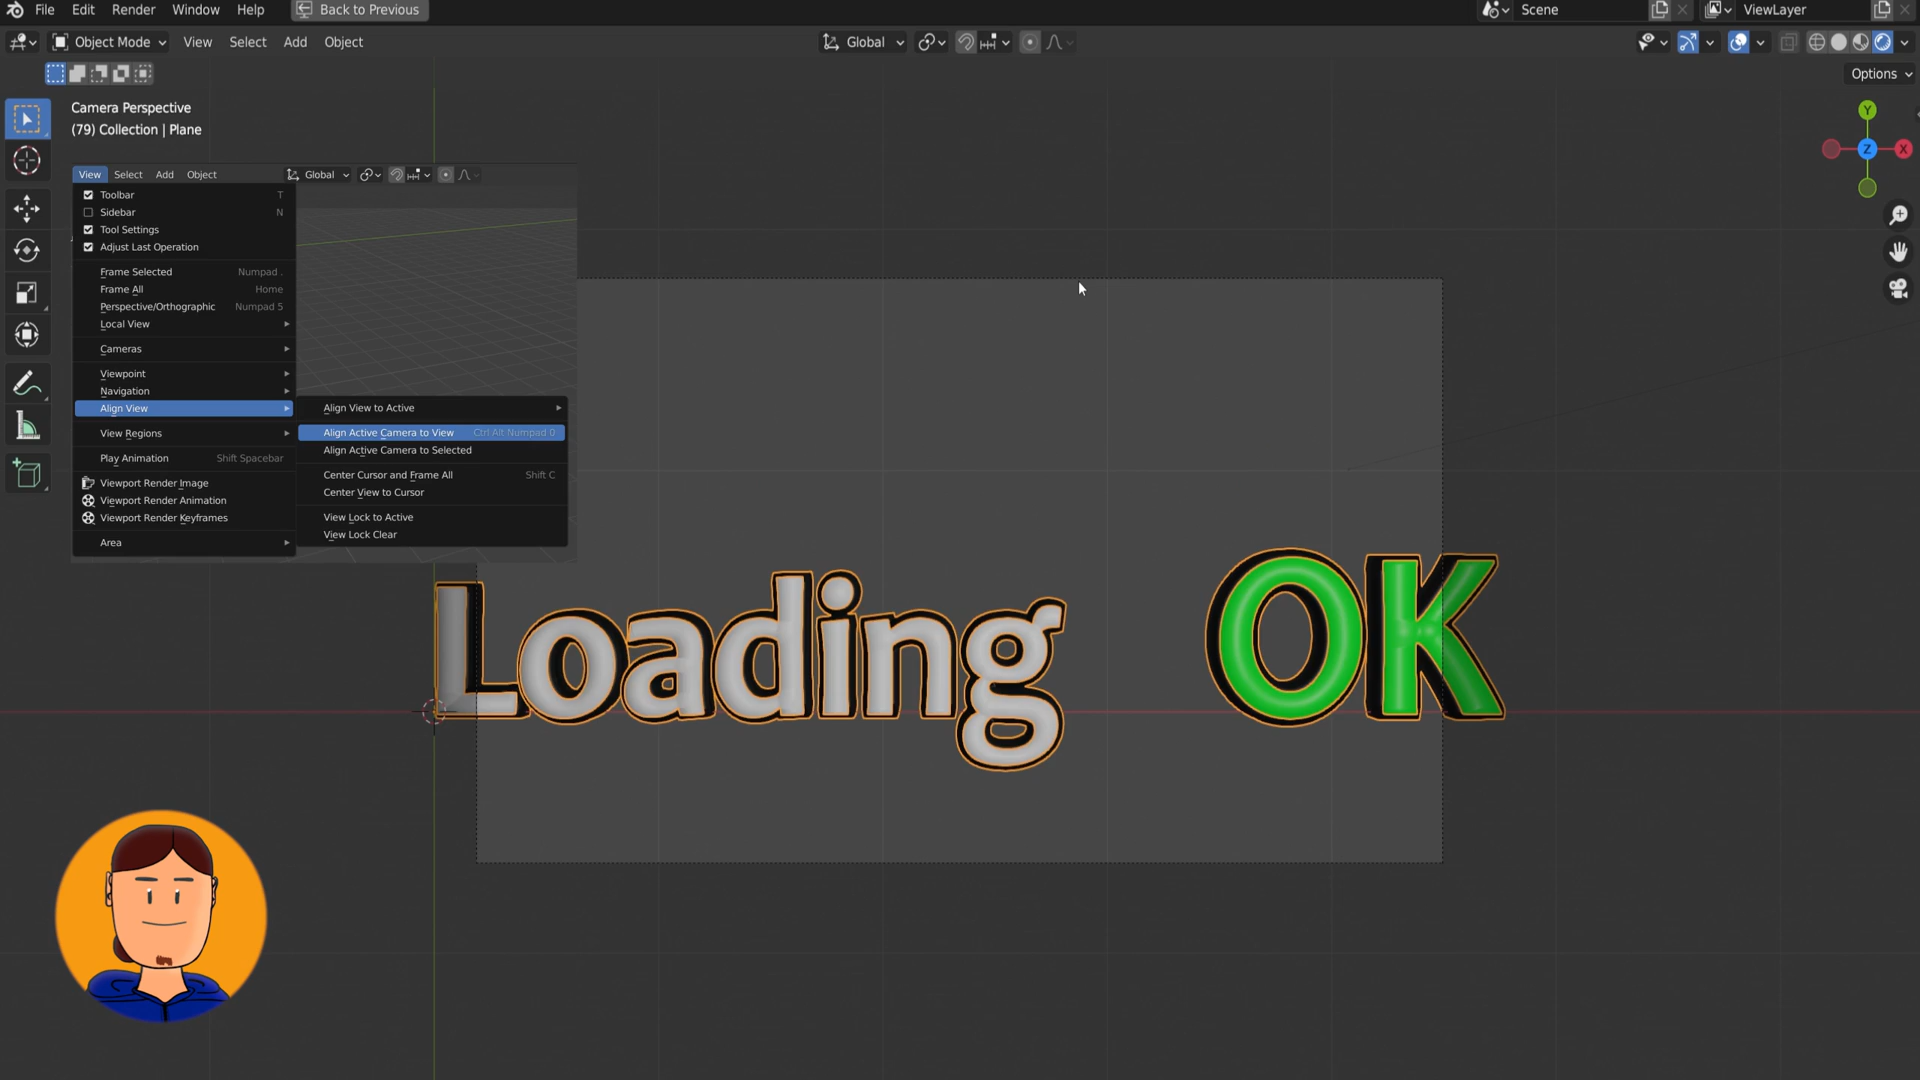 File Edit Render Window Help Back to Previous Scene ViewLayer
Object Mode View Select Add Object Global
Options
Camera Perspective
(79) Collection | Plane
Y
Z X
View Select Add Object Global
Toolbar T
Sidebar N
Tool Settings
Adjust Last Operation
Frame Selected Numpad .
Frame All Home
Perspective/Orthographic Numpad 5
Local View
Cameras
Viewpoint
Navigation
Align View
View Regions
Play Animation Shift Spacebar
Viewport Render Image
Viewport Render Animation
Viewport Render Keyframes
Area
Align View to Active
Align Active Camera to View Ctrl Alt Numpad 0
Align Active Camera to Selected
Center Cursor and Frame All Shift C
Center View to Cursor
View Lock to Active
View Lock Clear
Loading OK